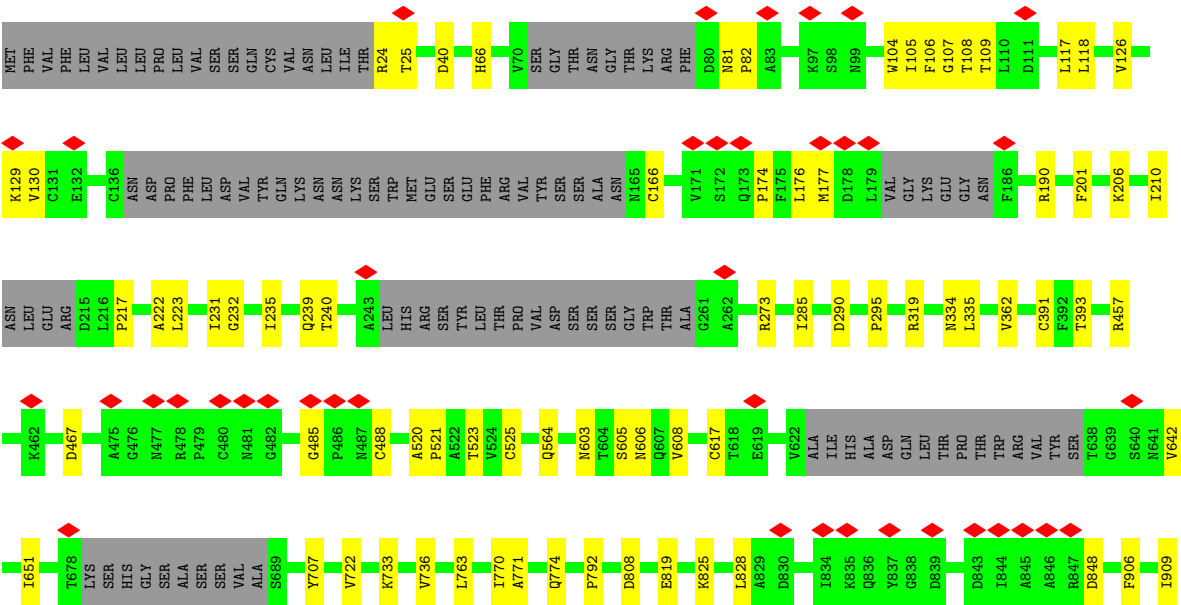 MET PHE VAL PHE LEU VAL LEU LEU PRO LEU VAL SER SER GLN CYS VAL ASN LEU ILE THR R24 T25 D40 H66 V70 SER GLY THR ASN GLY THR LYS ARG PHE D80 N81 P82 A83 K97 S98 N99 W104 I105 F106 G107 T108 T109 L110 D111 L117 L118 V126
K129 V130 C131 E132 C136 ASN ASP PRO PHE LEU ASP VAL TYR GLN LYS ASN ASN LYS SER TRP MET GLU SER GLU PHE ARG VAL TYR SER SER ALA ASN N165 C166 V171 S172 Q173 P174 F175 L176 M177 D178 L179 VAL GLY LYS GLU GLY ASN F186 R190 F201 K206 I210
ASN LEU GLU ARG D215 L216 P217 A222 L223 I231 G232 I235 Q239 T240 A243 LEU HIS ARG SER TYR LEU THR PRO VAL ASP SER SER SER GLY TRP THR ALA G261 A262 R273 I285 D290 P295 R319 N334 L335 V362 C391 F392 T393 R457
K462 D467 A475 G476 N477 R478 P479 C480 N481 G482 G485 P486 N487 C488 A520 P521 A522 T523 V524 C525 Q564 N603 T604 S605 N606 Q607 V608 C617 T618 E619 V622 ALA ILE HIS ALA ASP GLN LEU THR PRO THR TRP ARG VAL TYR SER T638 G639 S640 N641 V642
I651 T678 LYS SER HIS GLY SER ALA SER SER VAL ALA S689 Y707 V722 K733 V736 L763 I770 A771 Q774 P792 D808 E819 K825 L828 A829 D830 I834 K835 Q836 Y837 G838 D839 D843 I844 A845 A846 R847 D848 F906 I909